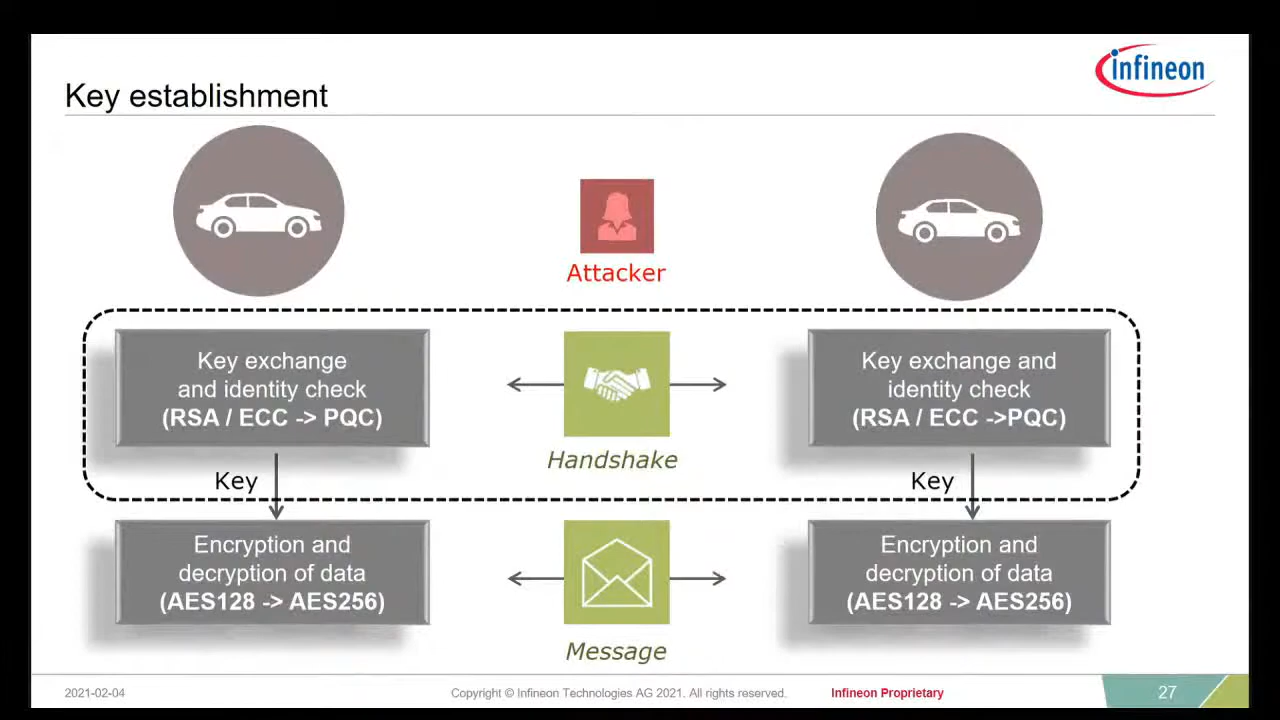 infineon
Key establishment
Attacker
Key exchange
and identity check
(RSA / ECC -> PQC)
Handshake
Key exchange and
identity check
(RSA / ECC ->PQC)
Key
Key
Encryption and
decryption of data
(AES128 -> AES256)
Message
Encryption and
decryption of data
(AES128 -> AES256)
2021-02-04
Copyright © Infineon Technologies AG 2021. All rights reserved.
Infineon Proprietary
27